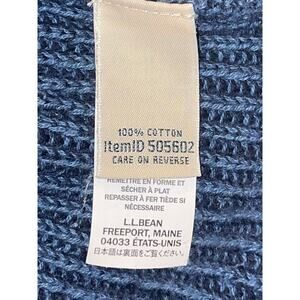 100% COTTON
ItemID 505602
CARE ON REVERSE
REMETTRE EN FORME ET
SÉCHER À PLAT
REPASSER À FER TIÈDE SI
NÉCESSAIRE
L.L.BEAN
FREEPORT, MAINE
04033 ÉTATS-UNIS
日本語は裏面をご覧ください。